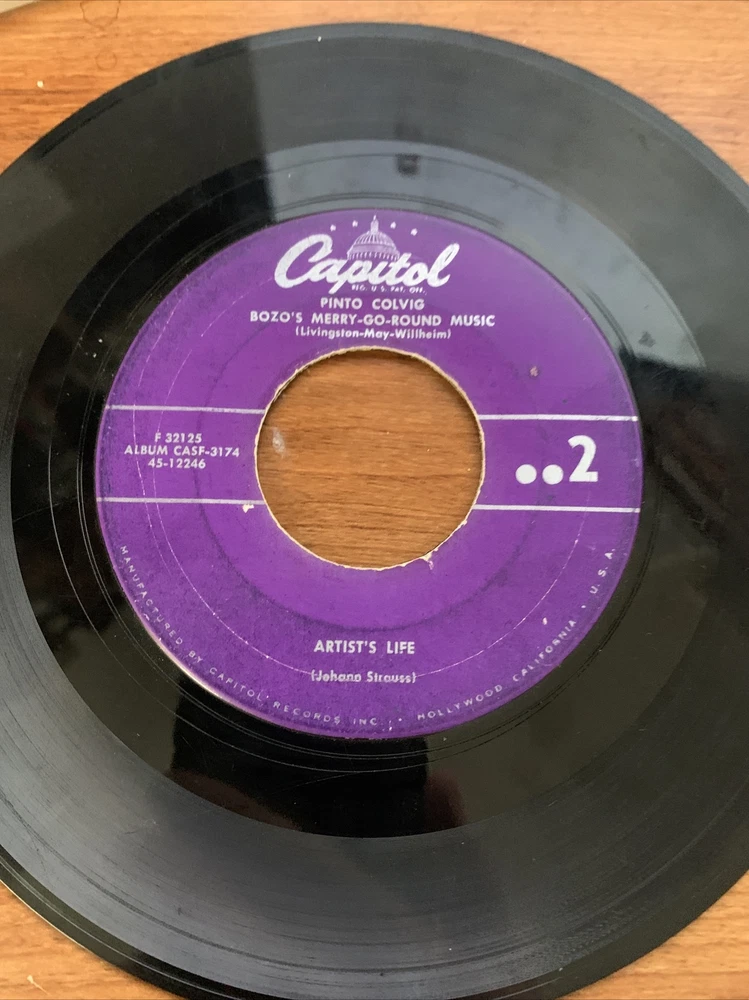 Capitol
REG. U.S. PAT. OFF.
PINTO COLVIG
BOZO'S MERRY-GO-ROUND MUSIC
(Livingston-May-Willheim)
F 32125
ALBUM CASF-3174
45-12246
●●2
ARTIST'S LIFE
(Johann Strauss)
MANUFACTURED BY CAPITOL RECORDS INC. • HOLLYWOOD CALIFORNIA • U.S.A.